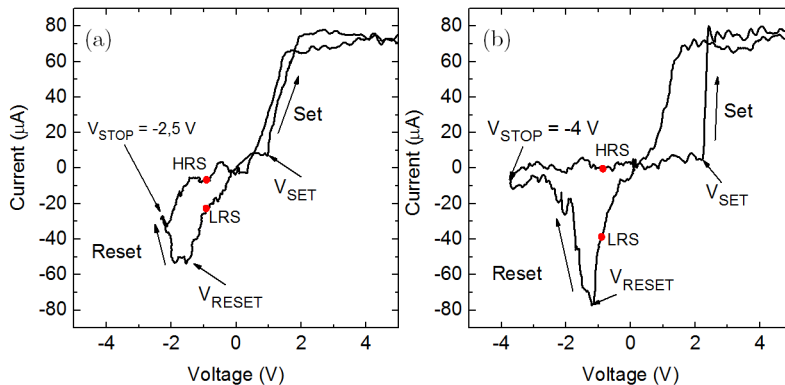 (a)
80
60
40
20
0
-20
-40
-60
-80
Current (µA)
V_STOP = -2,5 V
HRS
LRS
Set
V_SET
Reset
V_RESET
-4 -2 0 2 4
Voltage (V)
(b)
80
60
40
20
0
-20
-40
-60
-80
Current (µA)
V_STOP = -4 V
HRS
LRS
Set
V_SET
Reset
V_RESET
-4 -2 0 2 4
Voltage (V)